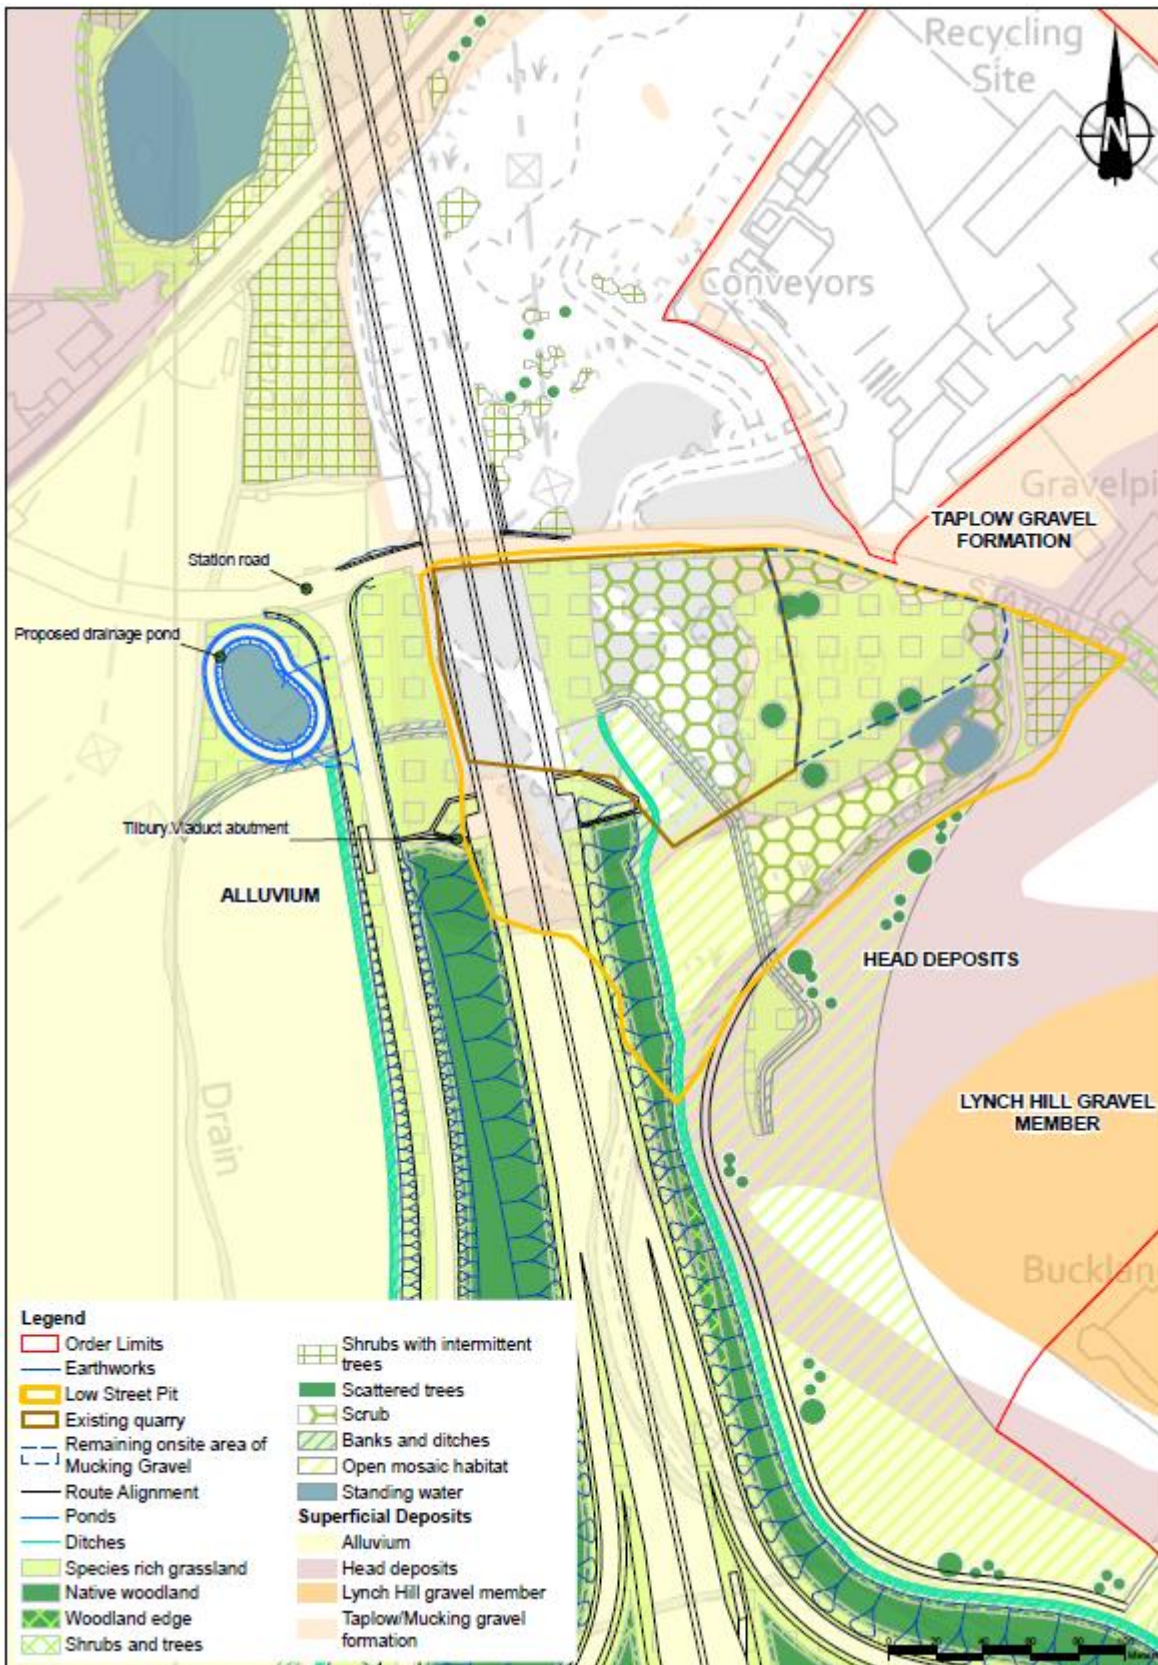 Recycling
Site
N
Conveyors
Gravelpi
TAPLOW GRAVEL
FORMATION
Station road
Proposed drainage pond
Tilbury Viaduct abutment
ALLUVIUM
HEAD DEPOSITS
Drain
LYNCH HILL GRAVEL
MEMBER
Bucklan
Legend
Order Limits
Earthworks
Low Street Pit
Existing quarry
Remaining onsite area of
Mucking Gravel
Route Alignment
Ponds
Ditches
Species rich grassland
Native woodland
Woodland edge
Shrubs and trees
Shrubs with intermittent
trees
Scattered trees
Scrub
Banks and ditches
Open mosaic habitat
Standing water
Superficial Deposits
Alluvium
Head deposits
Lynch Hill gravel member
Taplow/Mucking gravel
formation